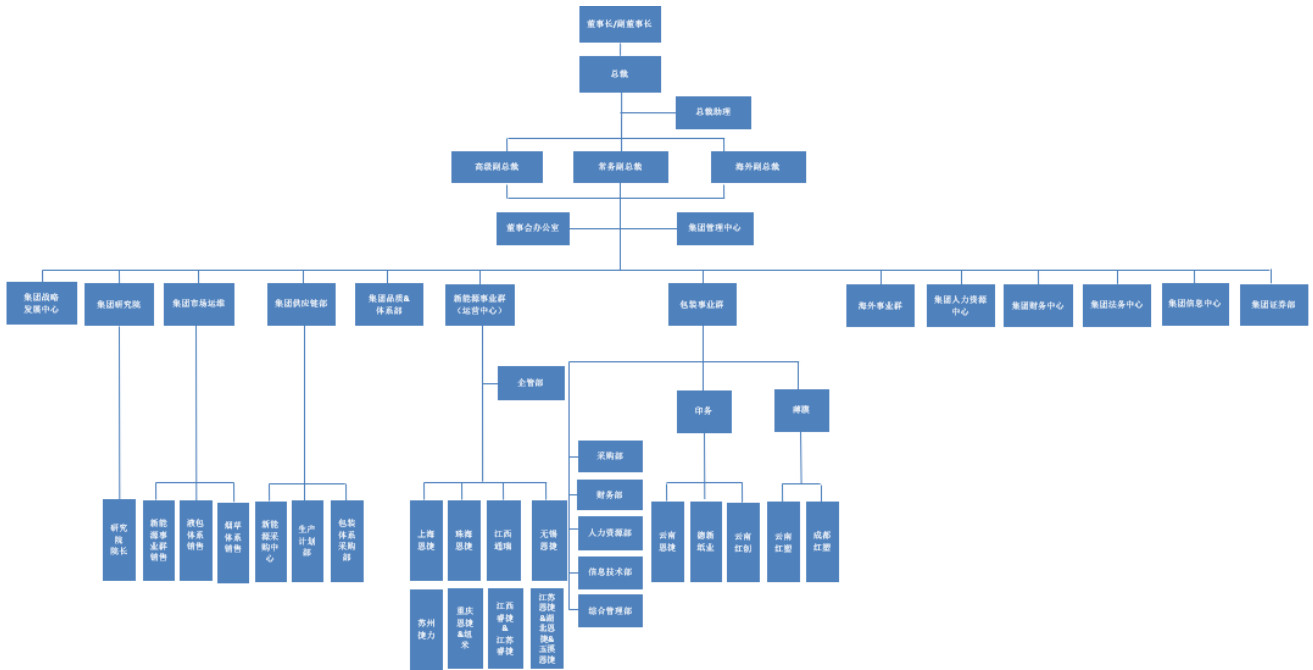 董事长/副董事长
总裁
总裁助理
高级副总裁
常务副总裁
海外副总裁
董事会办公室
集团管理中心
集团战略
发展中心
集团研究院
集团市场运维
集团供应链部
集团品质&
体系部
新能源事业群
（运营中心）
包装事业群
海外事业群
集团人力资源
中心
集团财务中心
集团法务中心
集团信息中心
集团证券部
企管部
印务
薄膜
采购部
财务部
人力资源部
信息技术部
综合管理部
研究
院
院长
新能
源事
业群
销售
液包
体系
销售
烟草
体系
销售
新能
源采
购中
心
生产
计划
部
包装
体系
采购
部
上海
恩捷
珠海
恩捷
江西
通瑞
无锡
恩捷
云南
恩捷
德新
纸业
云南
红创
云南
红塑
成都
红塑
苏州
捷力
重庆
恩捷
&纽
米
江西
睿捷
&
江苏
睿捷
江苏
恩捷
&湖
北恩
捷&
玉溪
恩捷